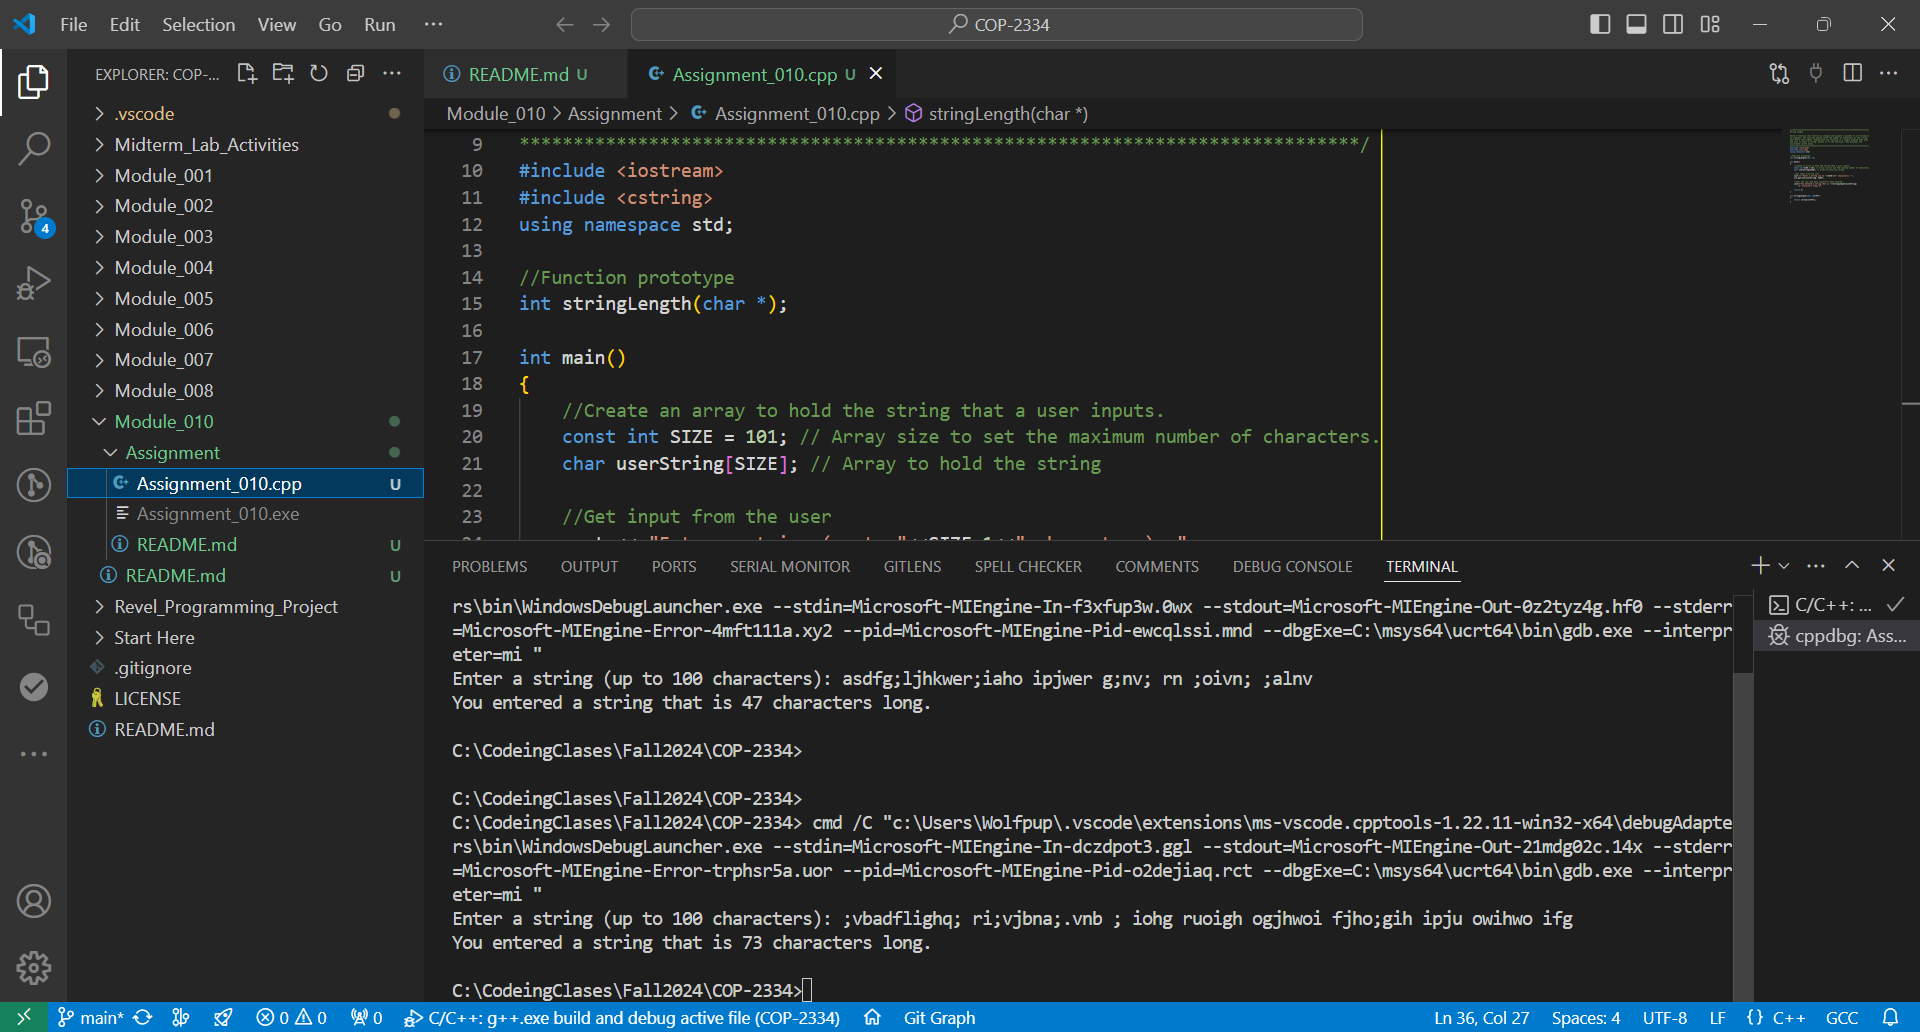 File Edit Selection View Go Run ··· COP-2334
EXPLORER: COP-...
.vscode
Midterm_Lab_Activities
Module_001
Module_002
Module_003
Module_004
Module_005
Module_006
Module_007
Module_008
Module_010
Assignment
Assignment_010.cpp U
Assignment_010.exe
README.md U
README.md U
Revel_Programming_Project
Start Here
.gitignore
LICENSE
README.md
4
README.md U Assignment_010.cpp U
Module_010 > Assignment > Assignment_010.cpp > stringLength(char *)
9 ******************************************************************************/
10 #include <iostream>
11 #include <cstring>
12 using namespace std;
13
14 //Function prototype
15 int stringLength(char *);
16
17 int main()
18 {
19 //Create an array to hold the string that a user inputs.
20 const int SIZE = 101; // Array size to set the maximum number of characters.
21 char userString[SIZE]; // Array to hold the string
22
23 //Get input from the user
PROBLEMS OUTPUT PORTS SERIAL MONITOR GITLENS SPELL CHECKER COMMENTS DEBUG CONSOLE TERMINAL
rs\bin\WindowsDebugLauncher.exe --stdin=Microsoft-MIEngine-In-f3xfup3w.0wx --stdout=Microsoft-MIEngine-Out-0z2tyz4g.hf0 --stderr
=Microsoft-MIEngine-Error-4mft111a.xy2 --pid=Microsoft-MIEngine-Pid-ewcqlssi.mnd --dbgExe=C:\msys64\ucrt64\bin\gdb.exe --interpr
eter=mi "
Enter a string (up to 100 characters): asdfg;ljhkwer;iaho ipjwer g;nv; rn ;oivn; ;alnv
You entered a string that is 47 characters long.
C:\CodeingClases\Fall2024\COP-2334>
C:\CodeingClases\Fall2024\COP-2334>
C:\CodeingClases\Fall2024\COP-2334> cmd /C "c:\Users\Wolfpup\.vscode\extensions\ms-vscode.cpptools-1.22.11-win32-x64\debugAdapte
rs\bin\WindowsDebugLauncher.exe --stdin=Microsoft-MIEngine-In-dczdpot3.ggl --stdout=Microsoft-MIEngine-Out-21mdg02c.14x --stderr
=Microsoft-MIEngine-Error-trphsr5a.uor --pid=Microsoft-MIEngine-Pid-o2dejiaq.rct --dbgExe=C:\msys64\ucrt64\bin\gdb.exe --interpr
eter=mi "
Enter a string (up to 100 characters): ;vbadflighq; ri;vjbna;.vnb ; iohg ruoigh ogjhwoi fjho;gih ipju owihwo ifg
You entered a string that is 73 characters long.
C:\CodeingClases\Fall2024\COP-2334>
C/C++: ...
cppdbg: Ass...
main* 0 0 0 C/C++: g++.exe build and debug active file (COP-2334) Git Graph Ln 36, Col 27 Spaces: 4 UTF-8 LF {} C++ GCC